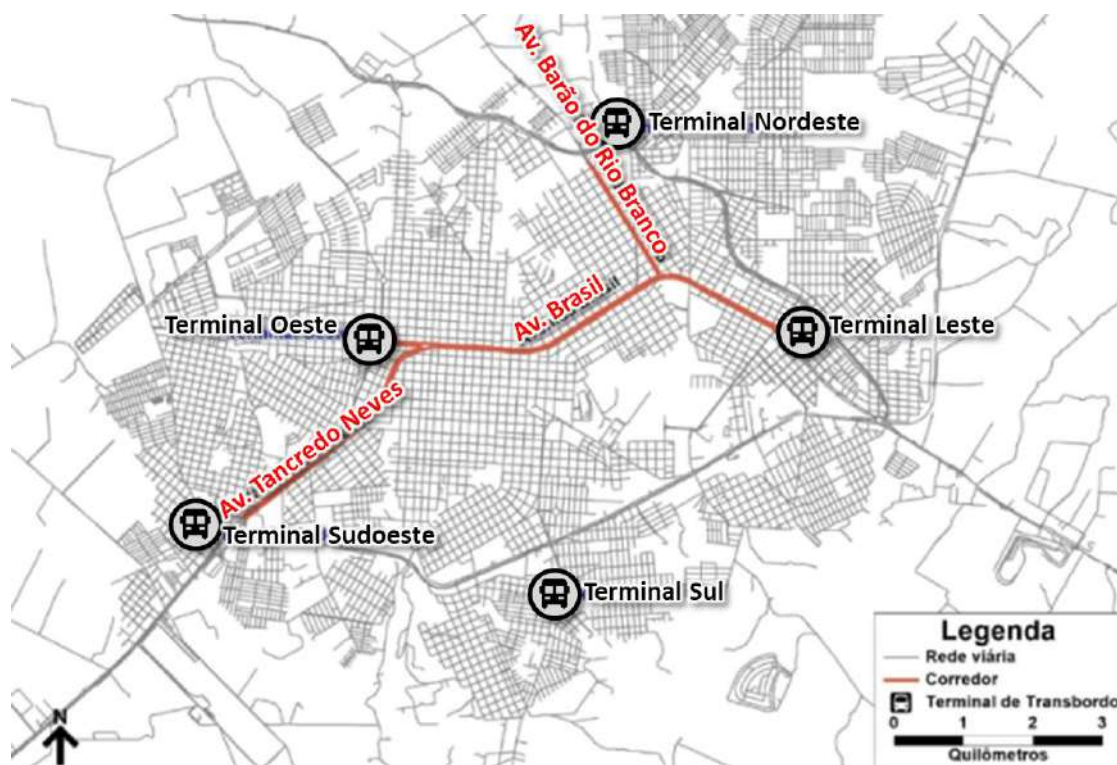 Av. Barão do Rio Branco
Terminal Nordeste
Av. Brasil
Terminal Oeste
Terminal Leste
Av. Tancredo Neves
Terminal Sudoeste
Terminal Sul
Legenda
Rede viária
Corredor
Terminal de Transbordo
0 1 2 3
Quilômetros
N